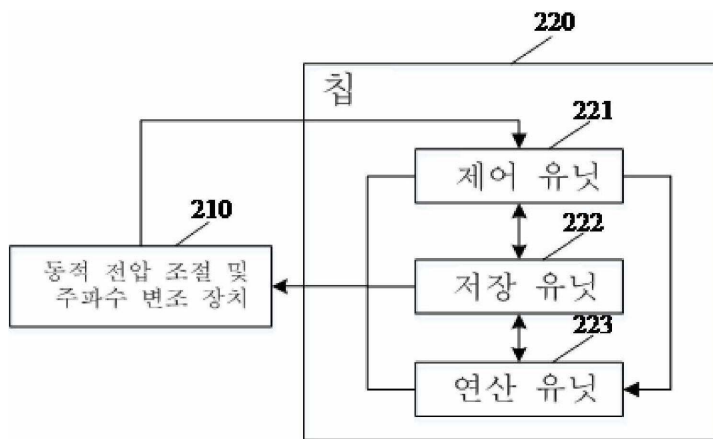 220
칩
221
제어 유닛
210
동적 전압 조절 및
주파수 변조 장치
222
저장 유닛
223
연산 유닛